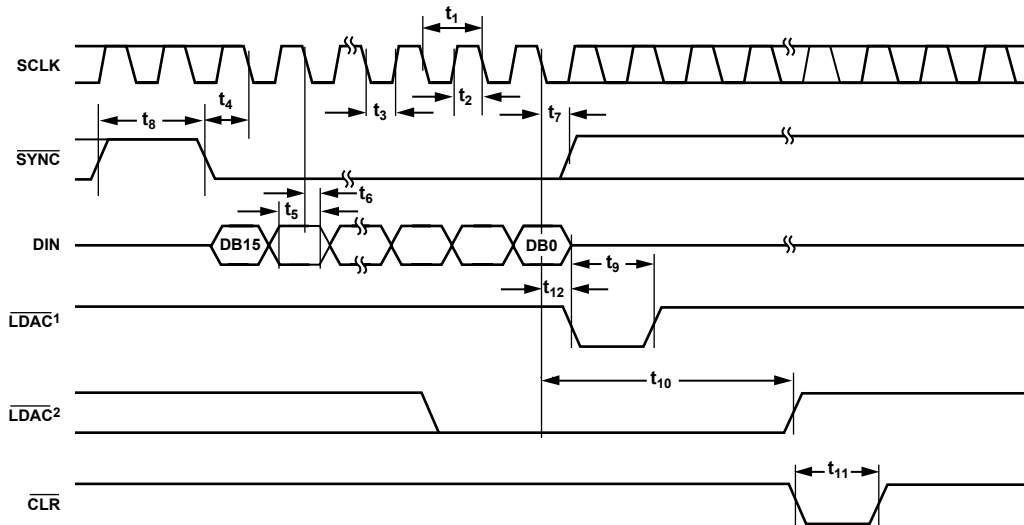 t1
SCLK
t4
t3
t2
t8
t7
SYNC
t6
t5
DIN
DB15
DB0
t9
t12
LDAC1
t10
LDAC2
t11
CLR